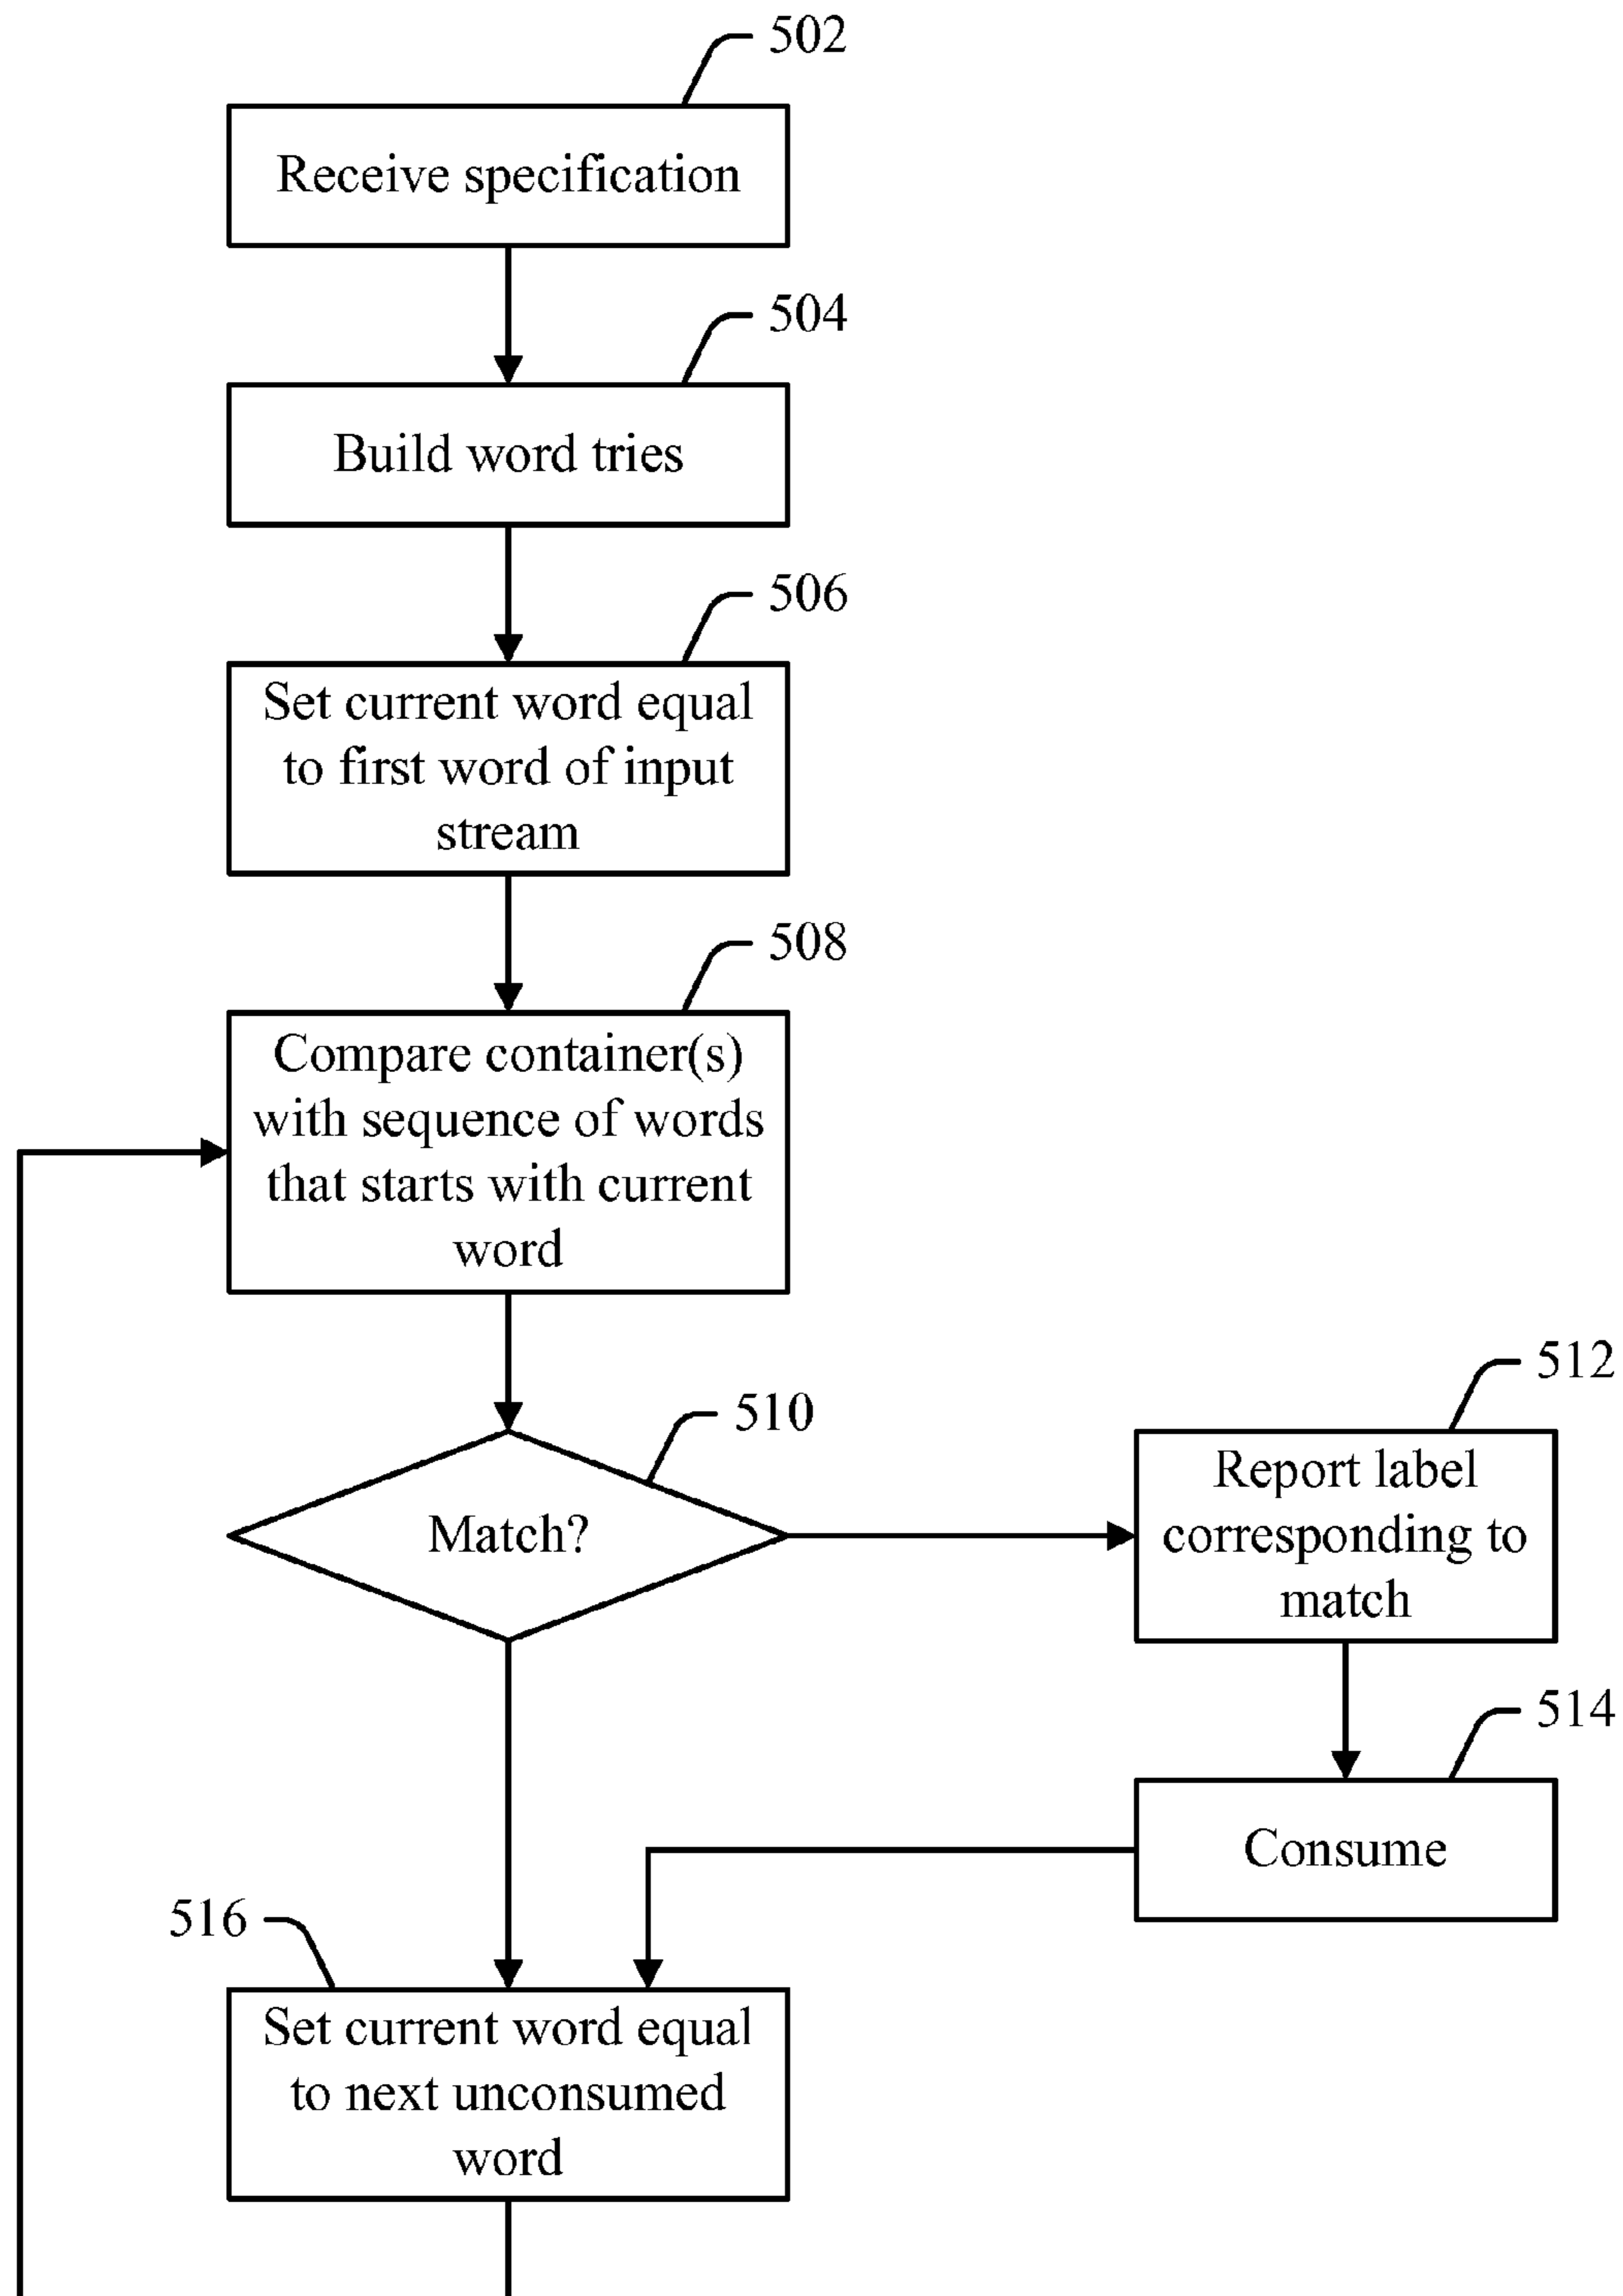 502
Receive specification
504
Build word tries
506
Set current word equal
to first word of input
stream
508
Compare container(s)
with sequence of words
that starts with current
word
510
Match?
512
Report label
corresponding to
match
514
Consume
516
Set current word equal
to next unconsumed
word